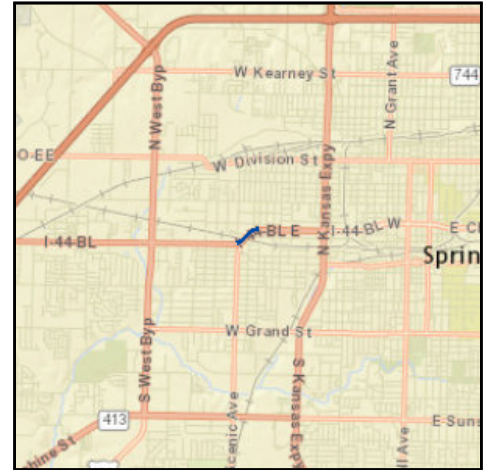 W Kearney St
744
N Grant Ave
N West Byp
O-EE
W Division St
N Kansas Expy
BL E
I-44-BL W
E C
I-44-BL
Sprin
W Grand St
S West Byp
S Kansas Exp
413
E Suns
cenic Ave
ll Ave
hine St